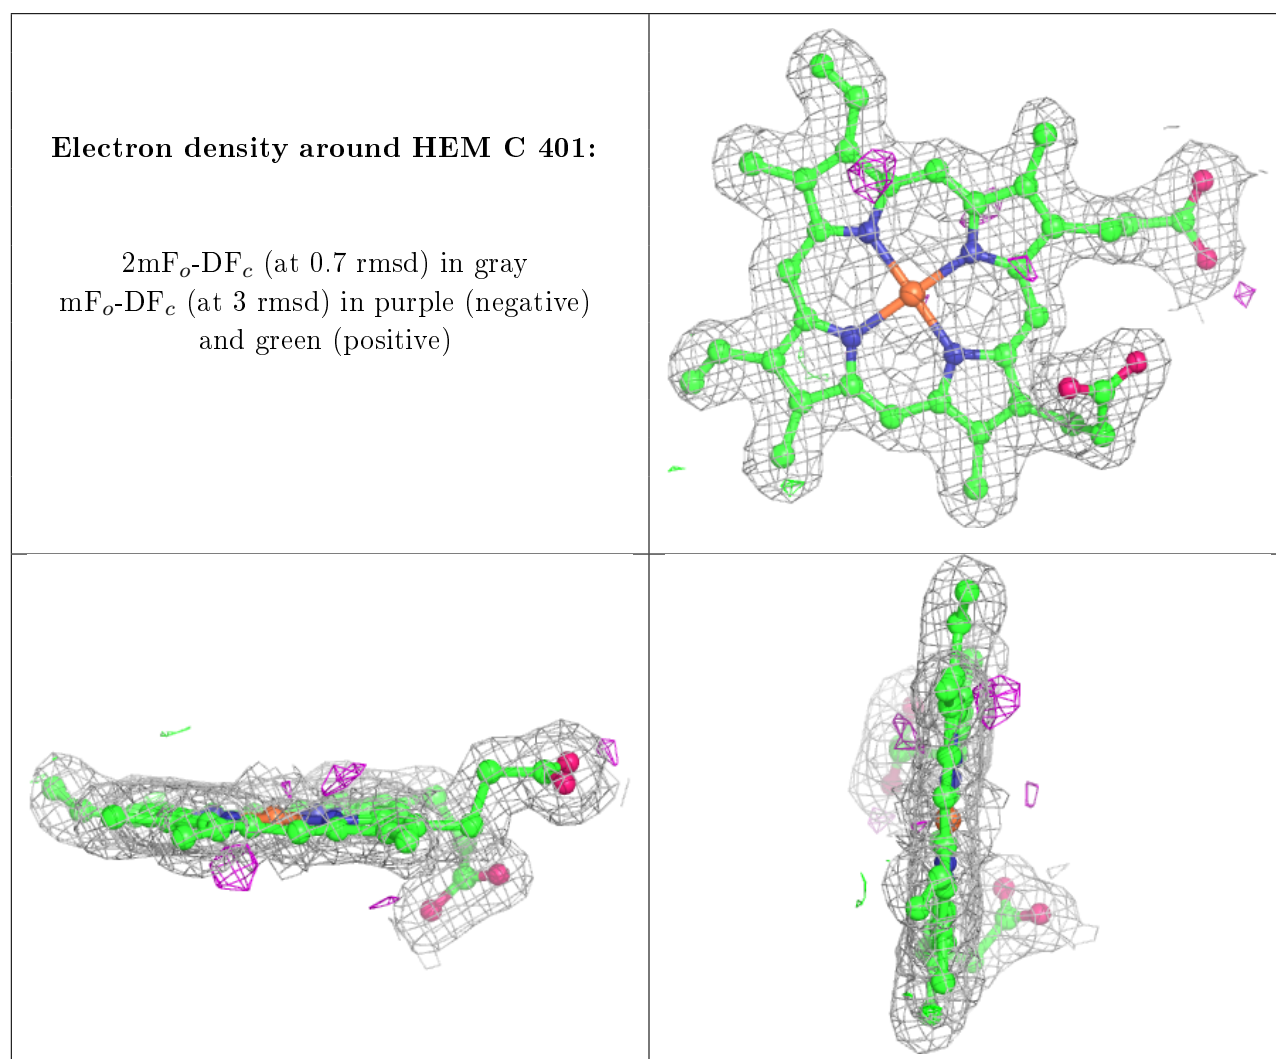 Electron density around HEM C 401:
2mFₒ-DF𝒸 (at 0.7 rmsd) in gray
mFₒ-DF𝒸 (at 3 rmsd) in purple (negative)
and green (positive)